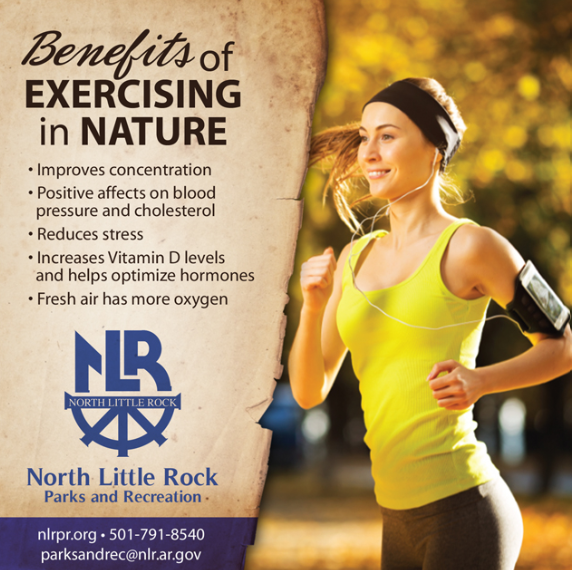 Benefits of
EXERCISING
in NATURE
• Improves concentration
• Positive affects on blood
pressure and cholesterol
• Reduces stress
• Increases Vitamin D levels
and helps optimize hormones
• Fresh air has more oxygen
NLR
NORTH LITTLE ROCK
North Little Rock
Parks and Recreation
nlrpr.org • 501-791-8540
parksandrec@nlr.ar.gov